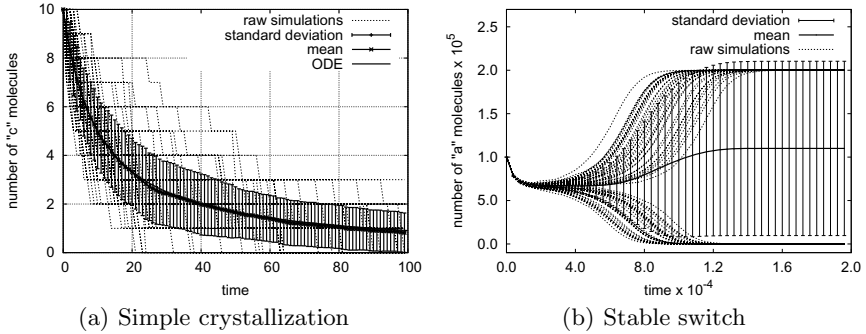 raw simulations
standard deviation
mean
ODE
10
8
6
4
2
0
number of "c" molecules
0
20
40
60
80
100
time
(a) Simple crystallization
standard deviation
mean
raw simulations
2.5
2.0
1.5
1.0
5.0
0.0
number of "a" molecules x 10^5
0.0
4.0
8.0
1.2
1.6
2.0
time x 10^-4
(b) Stable switch